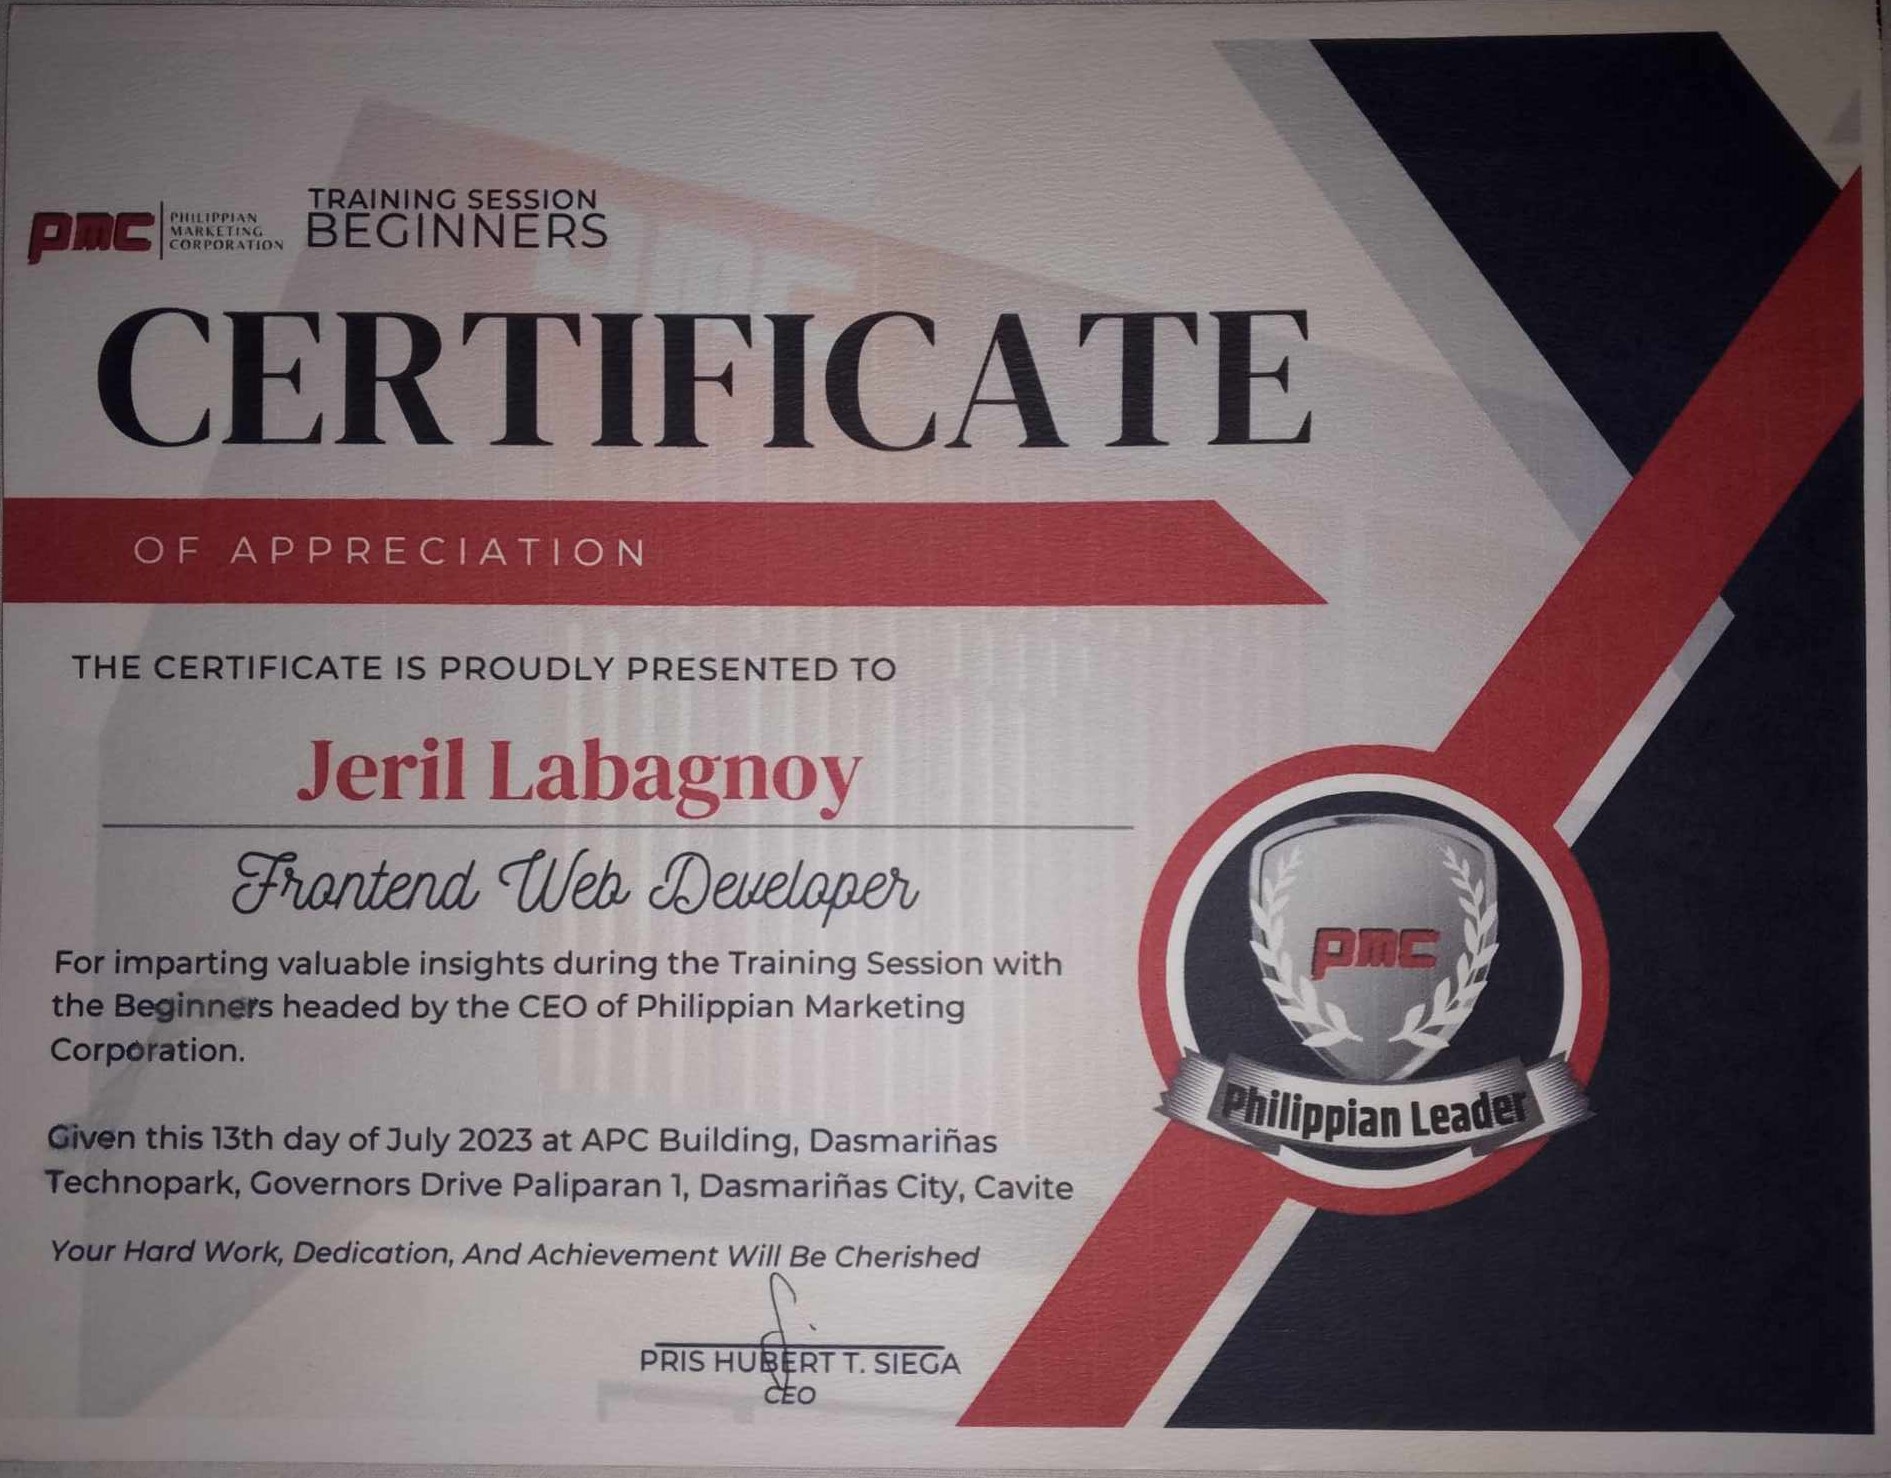 PMC
PHILIPPIAN
MARKETING
CORPORATION
TRAINING SESSION
BEGINNERS
CERTIFICATE
OF APPRECIATION
THE CERTIFICATE IS PROUDLY PRESENTED TO
Jeril Labagnoy
Frontend Web Developer
For imparting valuable insights during the Training Session with
the Beginners headed by the CEO of Philippian Marketing
Corporation.
Given this 13th day of July 2023 at APC Building, Dasmariñas
Technopark, Governors Drive Paliparan 1, Dasmariñas City, Cavite
Your Hard Work, Dedication, And Achievement Will Be Cherished
PRIS HUBERT T. SIEGA
CEO
PMC
Philippian Leader